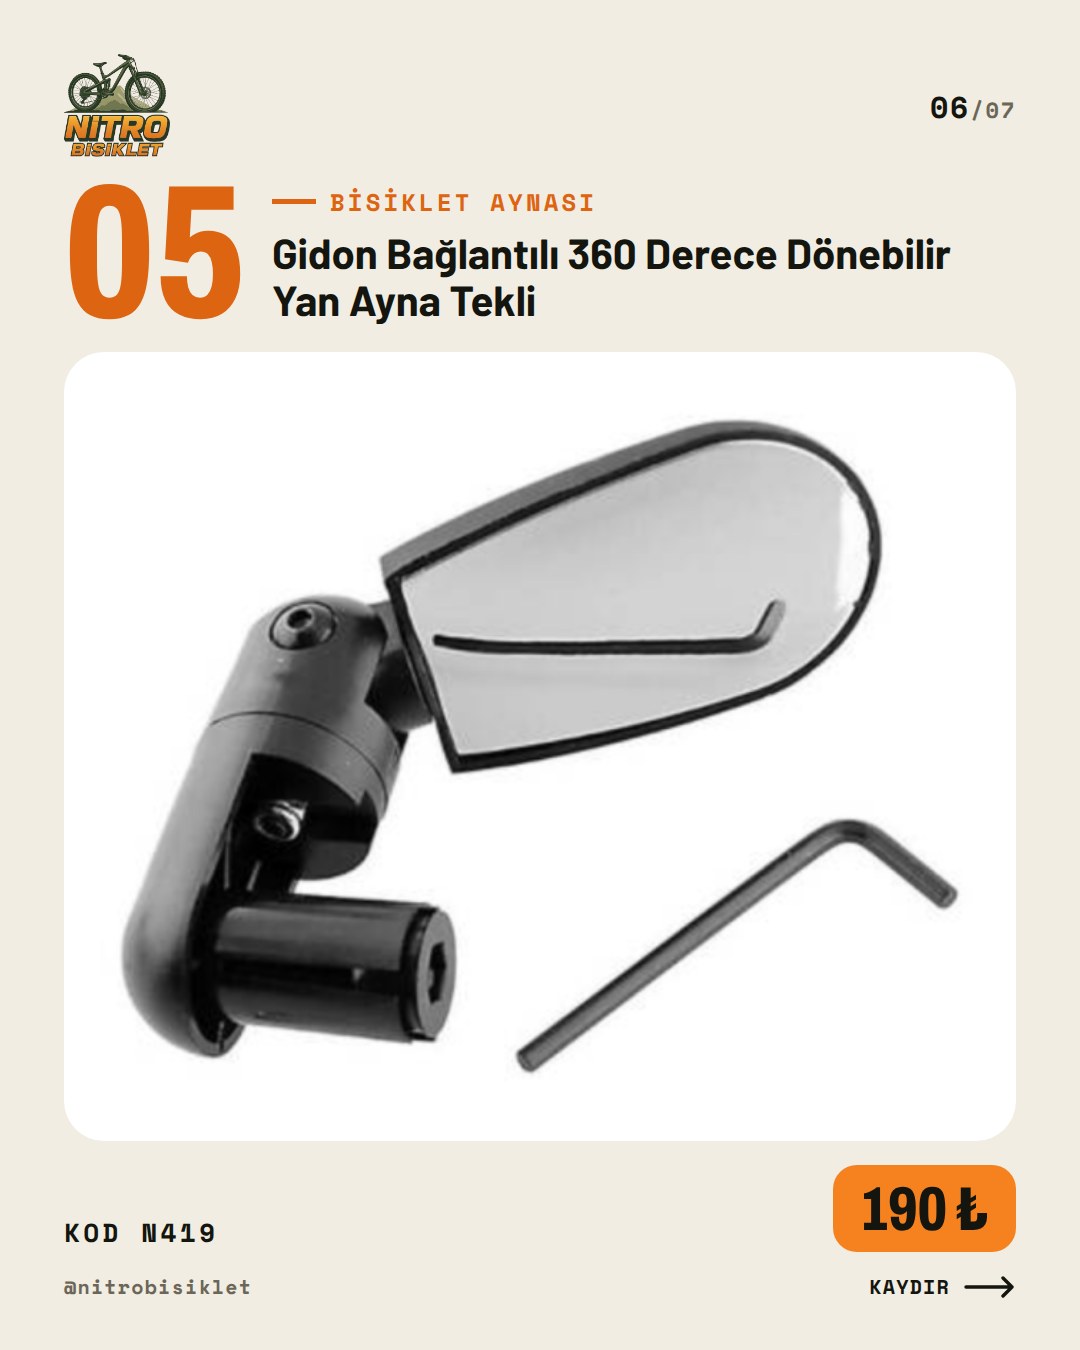 NiTRO
BISIKLET
06/07
05
BİSİKLET AYNASI
Gidon Bağlantılı 360 Derece Dönebilir
Yan Ayna Tekli
190 ₺
KOD N419
@nitrobisiklet
KAYDIR →